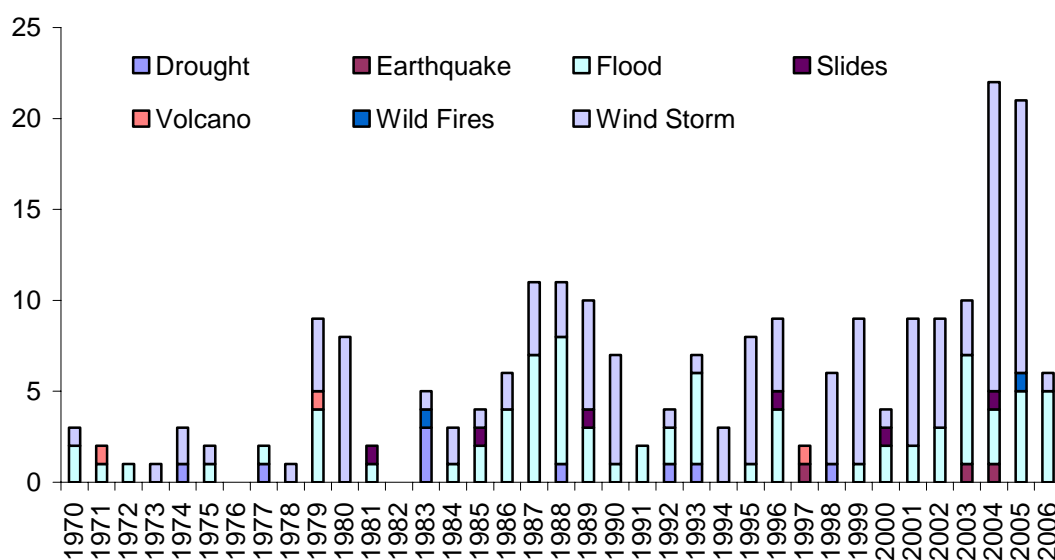 25
Drought Earthquake Flood Slides
Volcano Wild Fires Wind Storm
20
15
10
5
0
1970 1971 1972 1973 1974 1975 1976 1977 1978 1979 1980 1981 1982 1983 1984 1985 1986 1987 1988 1989 1990 1991 1992 1993 1994 1995 1996 1997 1998 1999 2000 2001 2002 2003 2004 2005 2006